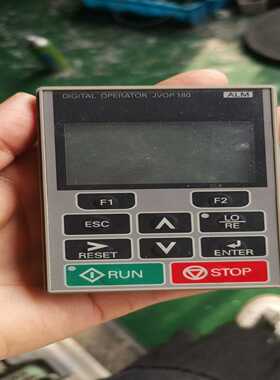 DIGITAL OPERATOR JVOP-180 ALM
F1 F2
ESC LO
RE
RESET ENTER
RUN STOP